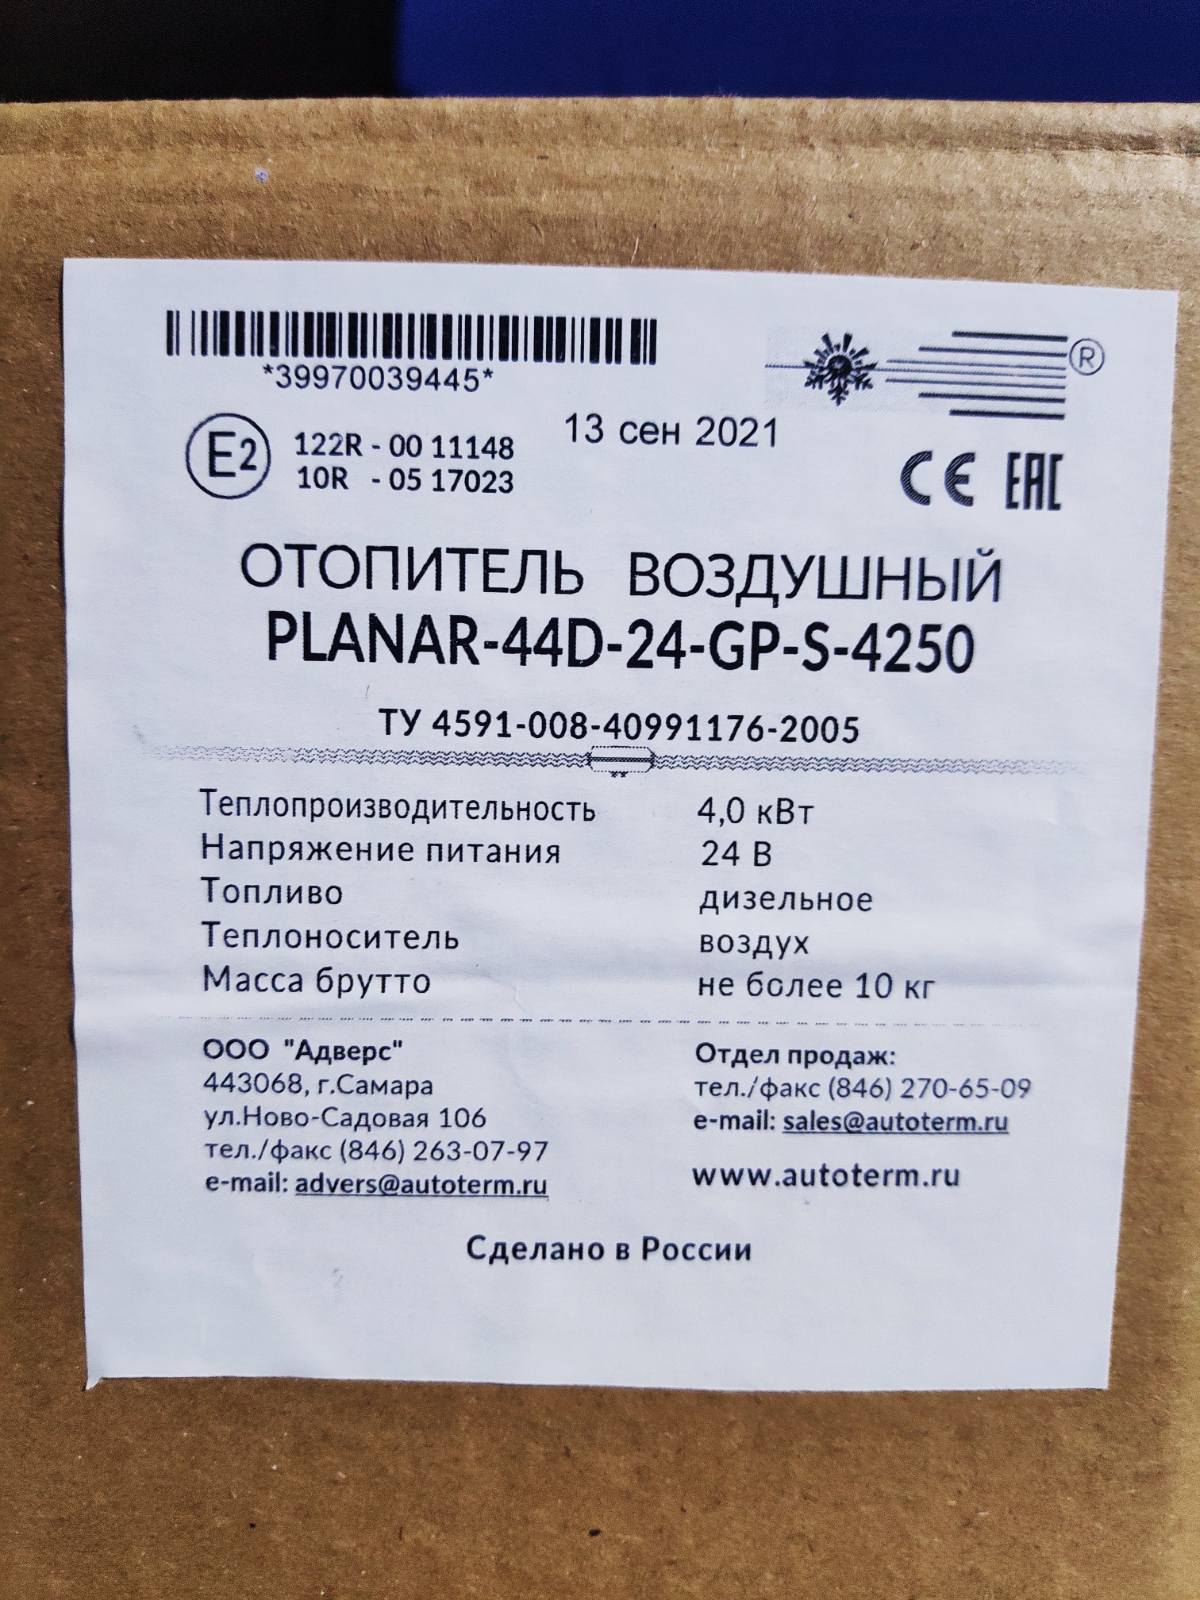 *39970039445*
®
13 сен 2021
E2
122R - 00 11148
10R - 05 17023
CE EAC
ОТОПИТЕЛЬ ВОЗДУШНЫЙ
PLANAR-44D-24-GP-S-4250
ТУ 4591-008-40991176-2005
Теплопроизводительность 4,0 кВт
Напряжение питания 24 В
Топливо дизельное
Теплоноситель воздух
Масса брутто не более 10 кг
ООО "Адверс"
443068, г.Самара
ул.Ново-Садовая 106
тел./факс (846) 263-07-97
e-mail: advers@autoterm.ru
Отдел продаж:
тел./факс (846) 270-65-09
e-mail: sales@autoterm.ru
www.autoterm.ru
Сделано в России